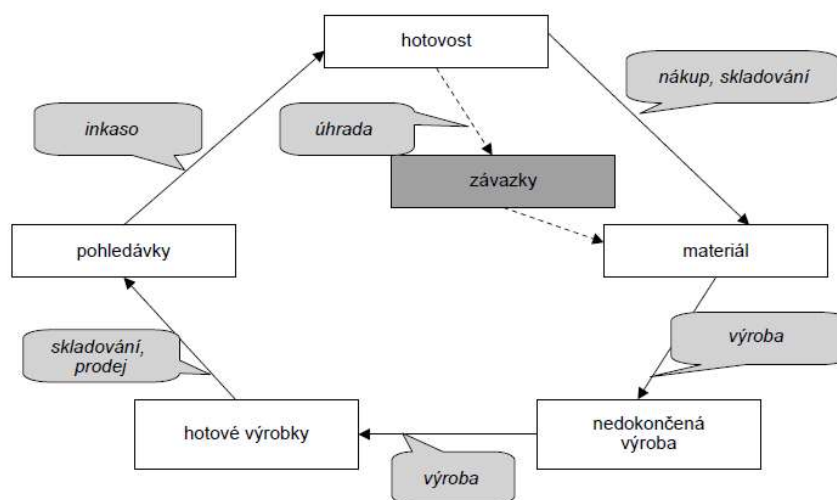 hotovost
nákup, skladování
inkaso
úhrada
závazky
pohledávky
materiál
skladování,
prodej
výroba
hotové výrobky
nedokončená
výroba
výroba